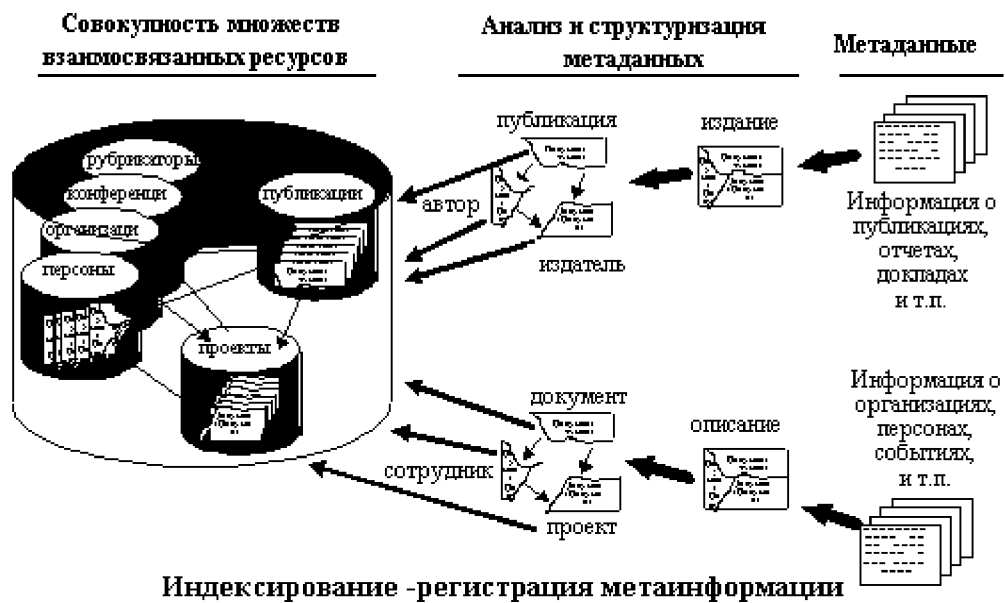 Совокупность множеств
взаимосвязанных ресурсов
Анализ и структуризация
метаданных
Метаданные
рубрикаторы
конференци
организаци
персоны
публикации
проекты
публикация
автор
издатель
издание
Информация о
публикациях,
отчетах,
докладах
и т.п.
документ
сотрудник
проект
описание
Информация о
организациях,
персонах,
событиях,
и т.п.
Индексирование -регистрация метаинформации